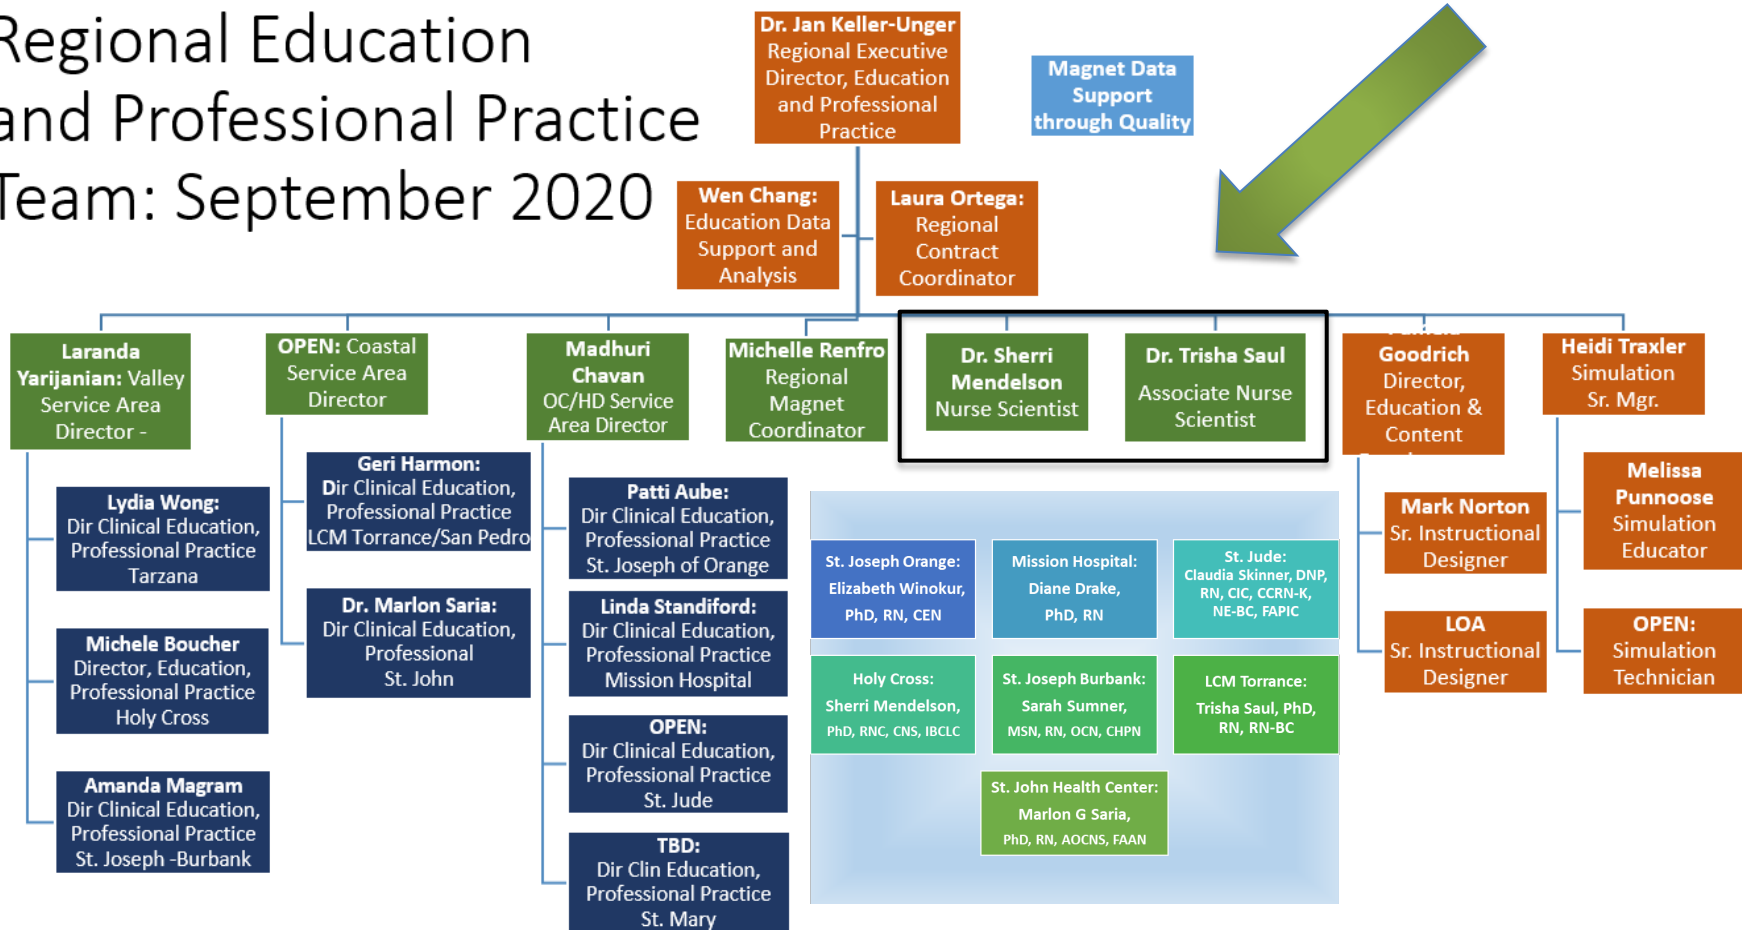 Regional Education
and Professional Practice
Team: September 2020
Dr. Jan Keller-Unger
Regional Executive
Director, Education
and Professional
Practice
Magnet Data
Support
through Quality
Wen Chang:
Education Data
Support and
Analysis
Laura Ortega:
Regional
Contract
Coordinator
Laranda
Yarijanian: Valley
Service Area
Director -
OPEN: Coastal
Service Area
Director
Madhuri
Chavan
OC/HD Service
Area Director
Michelle Renfro
Regional
Magnet
Coordinator
Dr. Sherri
Mendelson
Nurse Scientist
Dr. Trisha Saul
Associate Nurse
Scientist
Goodrich
Director,
Education &
Content
Heidi Traxler
Simulation
Sr. Mgr.
Lydia Wong:
Dir Clinical Education,
Professional Practice
Tarzana
Michele Boucher
Director, Education,
Professional Practice
Holy Cross
Amanda Magram
Dir Clinical Education,
Professional Practice
St. Joseph -Burbank
Geri Harmon:
Dir Clinical Education,
Professional Practice
LCM Torrance/San Pedro
Dr. Marlon Saria:
Dir Clinical Education,
Professional
St. John
Patti Aube:
Dir Clinical Education,
Professional Practice
St. Joseph of Orange
Linda Standiford:
Dir Clinical Education,
Professional Practice
Mission Hospital
OPEN:
Dir Clinical Education,
Professional Practice
St. Jude
TBD:
Dir Clin Education,
Professional Practice
St. Mary
St. Joseph Orange:
Elizabeth Winokur,
PhD, RN, CEN
Mission Hospital:
Diane Drake,
PhD, RN
St. Jude:
Claudia Skinner, DNP,
RN, CIC, CCRN-K,
NE-BC, FAPIC
Holy Cross:
Sherri Mendelson,
PhD, RNC, CNS, IBCLC
St. Joseph Burbank:
Sarah Sumner,
MSN, RN, OCN, CHPN
LCM Torrance:
Trisha Saul, PhD,
RN, RN-BC
St. John Health Center:
Marlon G Saria,
PhD, RN, AOCNS, FAAN
Mark Norton
Sr. Instructional
Designer
LOA
Sr. Instructional
Designer
Melissa
Punnoose
Simulation
Educator
OPEN:
Simulation
Technician